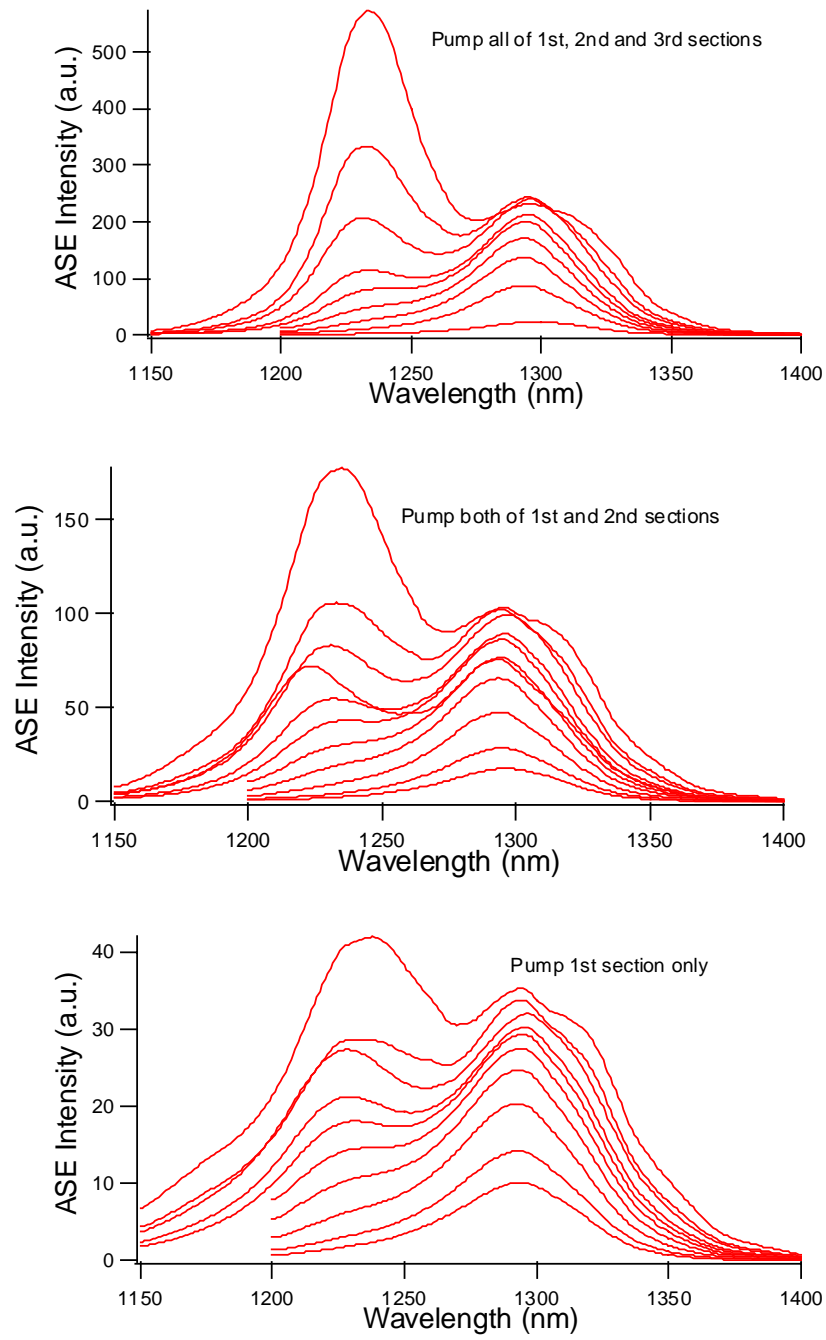 Pump all of 1st, 2nd and 3rd sections
ASE Intensity (a.u.)
500
400
300
200
100
0
1150 1200 1250 1300 1350 1400
Wavelength (nm)
Pump both of 1st and 2nd sections
ASE Intensity (a.u.)
150
100
50
0
1150 1200 1250 1300 1350 1400
Wavelength (nm)
Pump 1st section only
ASE Intensity (a.u.)
40
30
20
10
0
1150 1200 1250 1300 1350 1400
Wavelength (nm)